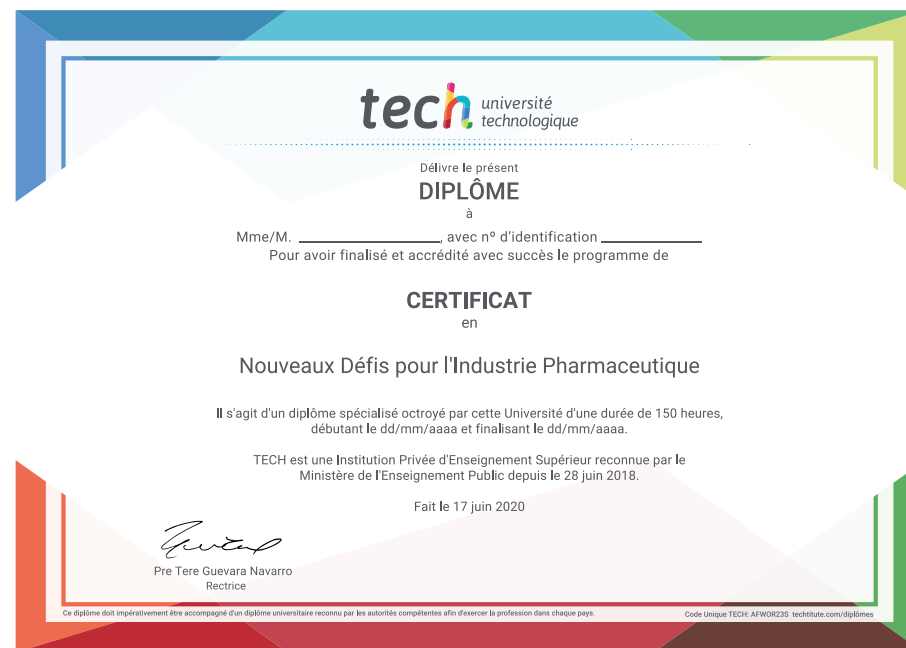 tech université
technologique
Délivre le présent
DIPLÔME
à
Mme/M. ____________________, avec nº d'identification ______________
Pour avoir finalisé et accrédité avec succès le programme de
CERTIFICAT
en
Nouveaux Défis pour l'Industrie Pharmaceutique
Il s'agit d'un diplôme spécialisé octroyé par cette Université d'une durée de 150 heures,
débutant le dd/mm/aaaa et finalisant le dd/mm/aaaa.
TECH est une Institution Privée d'Enseignement Supérieur reconnue par le
Ministère de l'Enseignement Public depuis le 28 juin 2018.
Fait le 17 juin 2020
Pre Tere Guevara Navarro
Rectrice
Ce diplôme doit impérativement être accompagné d'un diplôme universitaire reconnu par les autorités compétentes afin d'exercer la profession dans chaque pays.
Code Unique TECH: AFWOR23S techtitute.com/diplômes